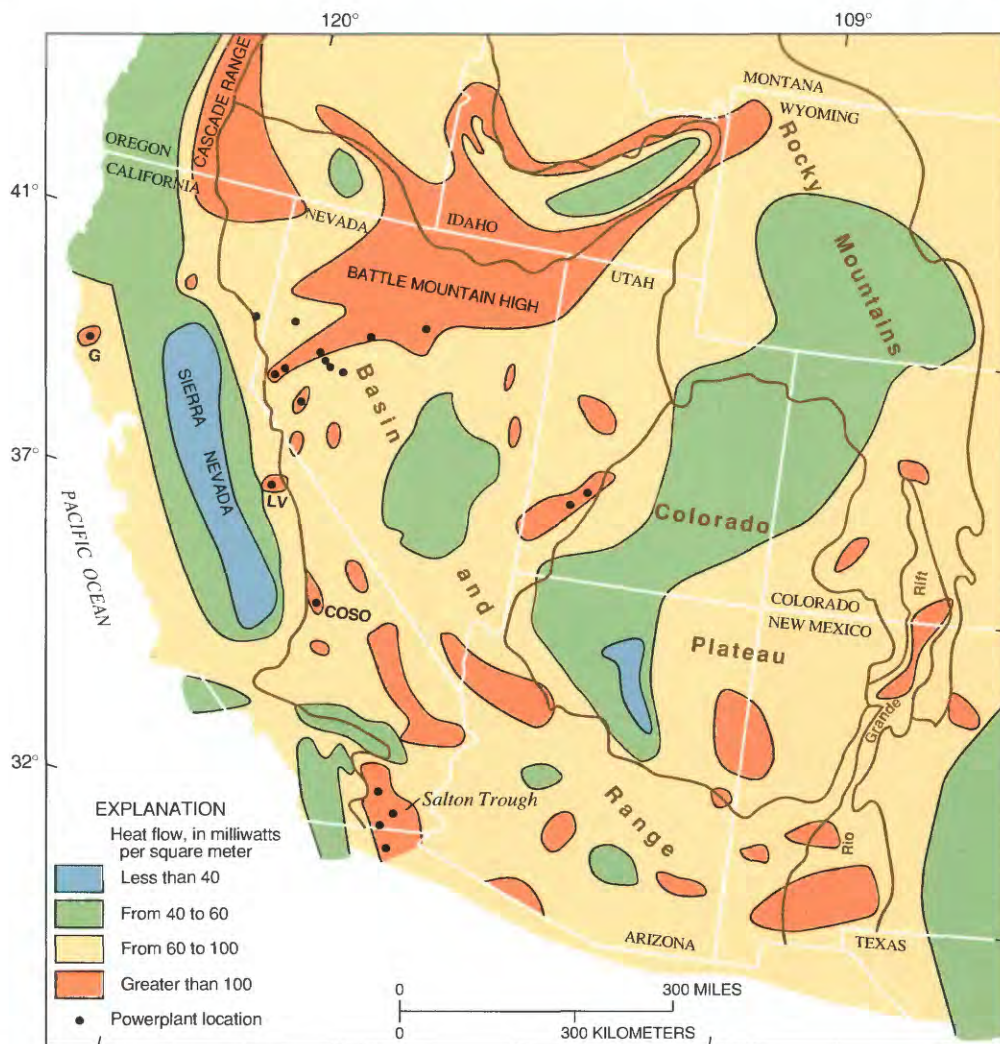 120°
109°
MONTANA
WYOMING
CASCADE RANGE
OREGON
CALIFORNIA
Rocky
Mountains
41°
NEVADA
IDAHO
UTAH
BATTLE MOUNTAIN HIGH
G
SIERRA
NEVADA
Basin
and
Range
37°
LV
PACIFIC OCEAN
Colorado
Plateau
COSO
COLORADO
NEW MEXICO
Rift
Grande
Rio
32°
Salton Trough
ARIZONA
TEXAS
EXPLANATION
Heat flow, in milliwatts
per square meter
Less than 40
From 40 to 60
From 60 to 100
Greater than 100
Powerplant location
0
300 MILES
0
300 KILOMETERS